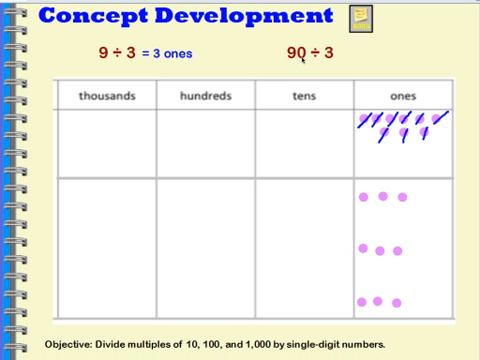 Concept Development
9 ÷ 3 = 3 ones 90 ÷ 3
thousands hundreds tens ones
Objective: Divide multiples of 10, 100, and 1,000 by single-digit numbers.